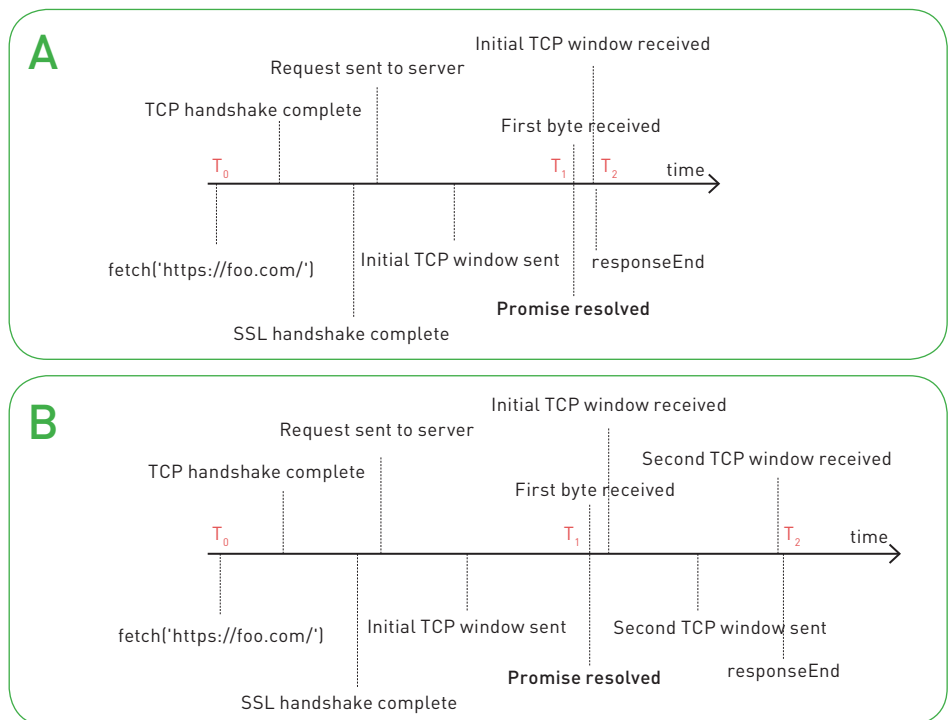 A
Initial TCP window received
Request sent to server
TCP handshake complete
First byte received
T0
T1
T2
time
fetch('https://foo.com/')
Initial TCP window sent
responseEnd
Promise resolved
SSL handshake complete
B
Initial TCP window received
Request sent to server
Second TCP window received
TCP handshake complete
First byte received
T0
T1
T2
time
fetch('https://foo.com/')
Initial TCP window sent
Second TCP window sent
responseEnd
Promise resolved
SSL handshake complete